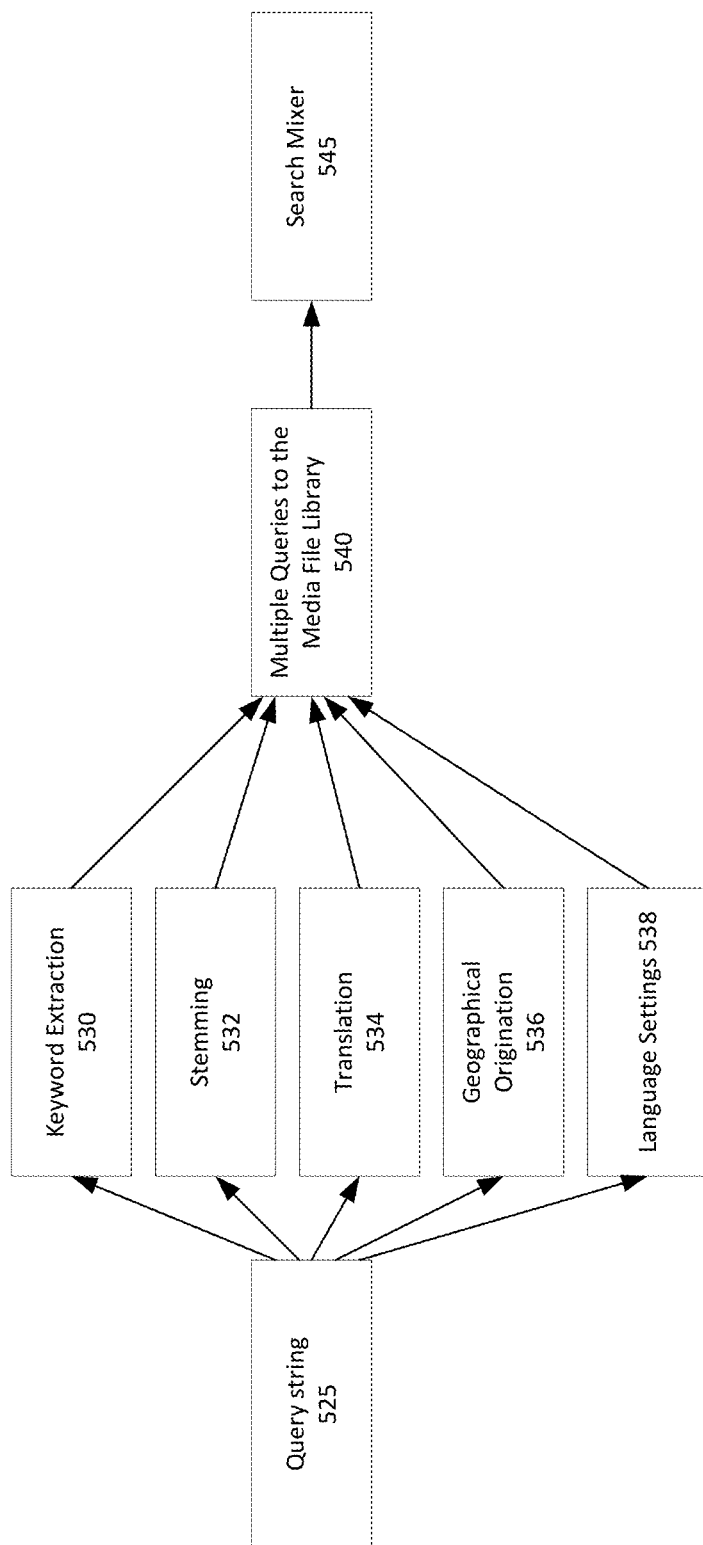 Query string
525
Keyword Extraction
530
Stemming
532
Translation
534
Geographical
Origination
536
Language Settings 538
Multiple Queries to the
Media File Library
540
Search Mixer
545